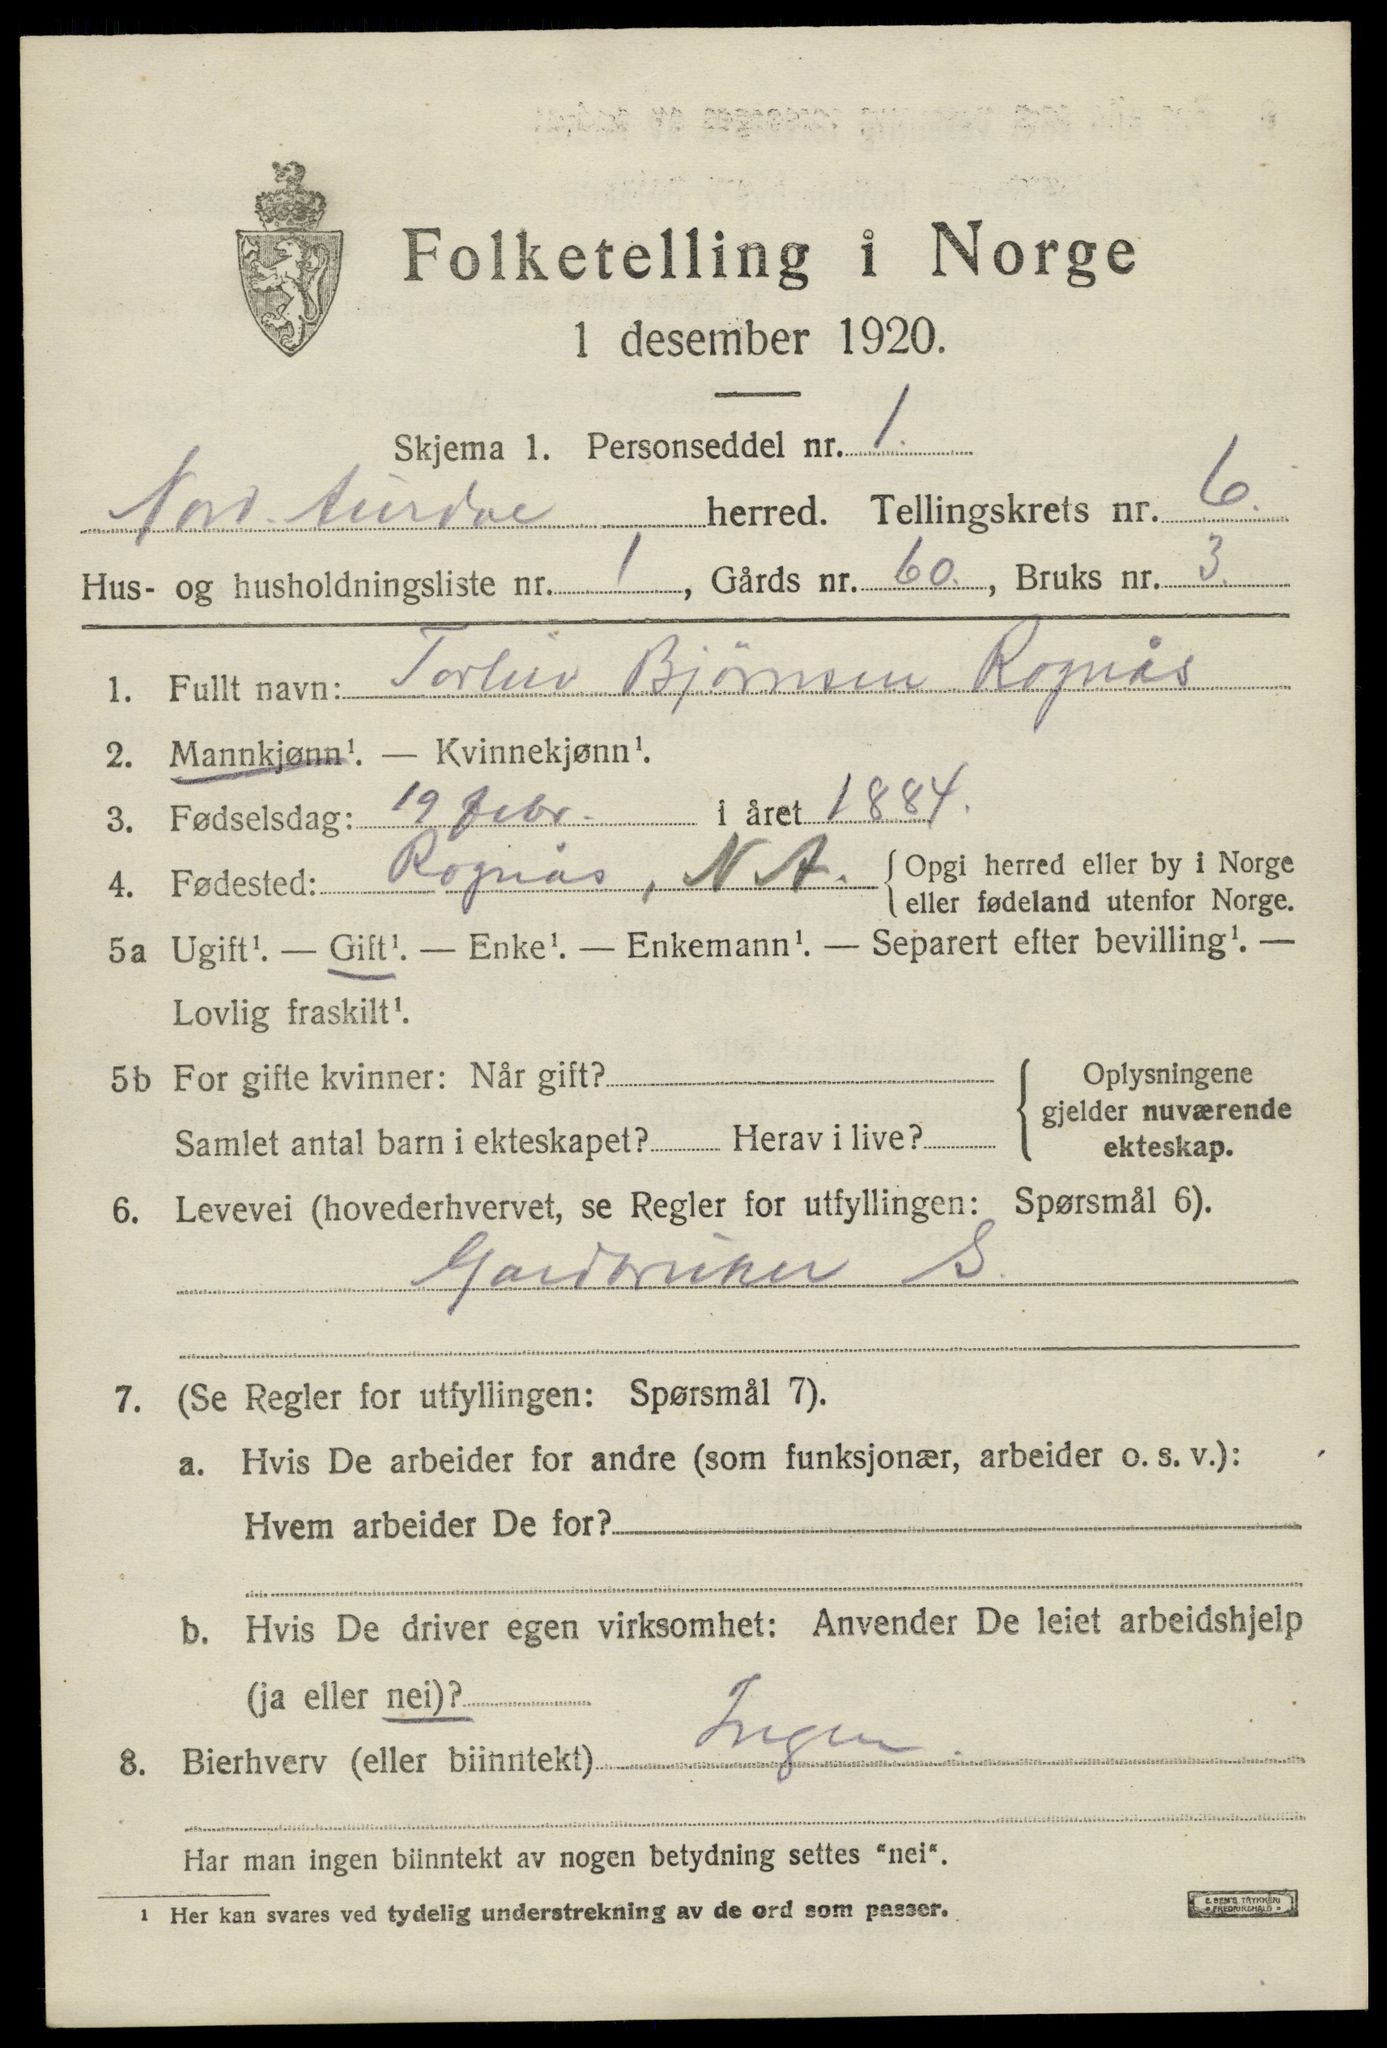 Folketelling i Norge
1 desember 1920.
Skjema 1. Personseddel nr. 1.
Nord. Aurdal herred. Tellingskrets nr. 6.
Hus- og husholdningsliste nr. 1, Gårds nr. 60., Bruks nr. 3.
1. Fullt navn: Torleiv Björnsen Rognås
2. Mannkjønn¹. — Kvinnekjønn¹.
3. Fødselsdag: 19 febr. i året 1884.
4. Fødested: Rognås, N A. {Opgi herred eller by i Norge
eller fødeland utenfor Norge.
5a Ugift¹. — Gift¹. — Enke¹. — Enkemann¹. — Separert efter bevilling¹. —
Lovlig fraskilt¹.
5b For gifte kvinner: Når gift? { Oplysningene
gjelder nuværende
Samlet antal barn i ekteskapet? Herav i live? ekteskap.
6. Levevei (hovederhvervet, se Regler for utfyllingen: Spørsmål 6).
Gardbruker S.
7. (Se Regler for utfyllingen: Spørsmål 7).
a. Hvis De arbeider for andre (som funksjonær, arbeider o. s. v.):
Hvem arbeider De for?
b. Hvis De driver egen virksomhet: Anvender De leiet arbeidshjelp
(ja eller nei)?
8. Bierhverv (eller biinntekt) Ingen.
Har man ingen biinntekt av nogen betydning settes "nei".
¹ Her kan svares ved tydelig understrekning av de ord som passer.
E. SEM'S TRYKKERI
FREDRIKSHALD